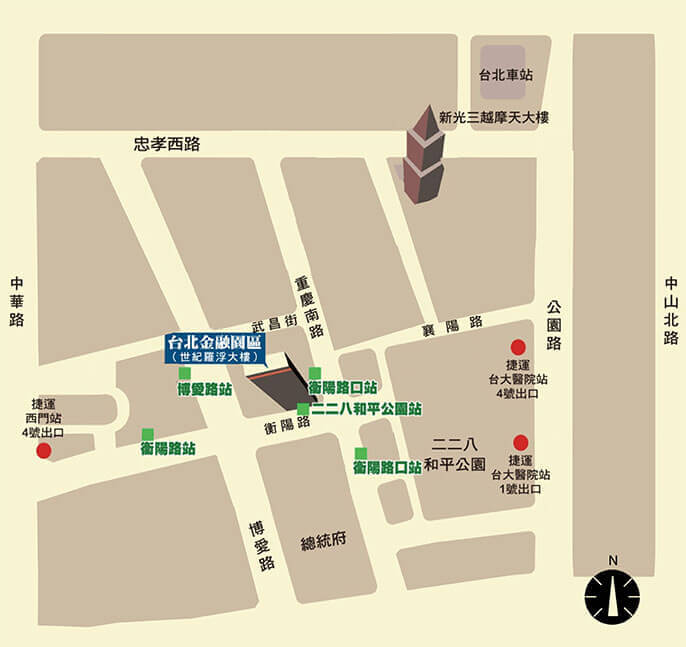 台北車站
新光三越摩天大樓
忠孝西路
中華路
重慶南路
武昌街
襄陽路
公園路
中山北路
台北金融園區
（世紀羅浮大樓）
捷運
台大醫院站
4號出口
博愛路站
衡陽路口站
二二八和平公園站
捷運
西門站
4號出口
衡陽路
衡陽路站
二二八
和平公園
衡陽路口站
捷運
台大醫院站
1號出口
博愛路
總統府
N